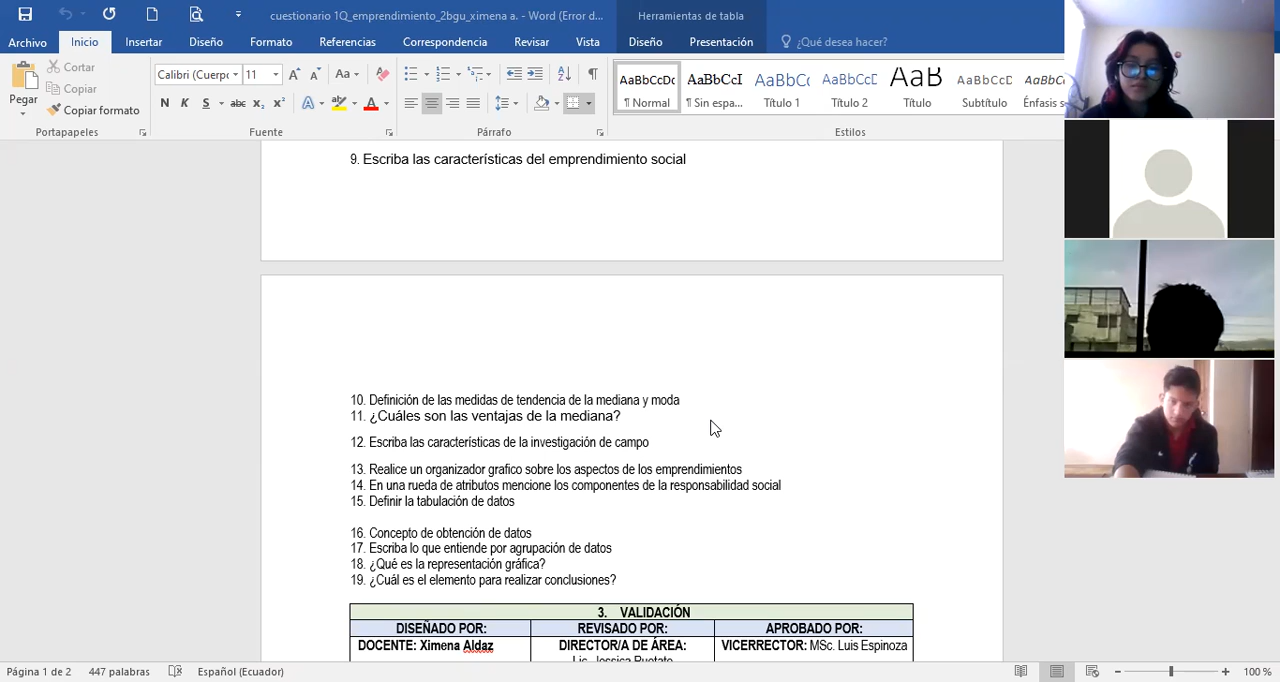 cuestionario 1Q_emprendimiento_2bgu_ximena a. - Word (Error d...
Herramientas de tabla
Archivo Inicio Insertar Diseño Formato Referencias Correspondencia Revisar Vista Diseño Presentación ¿Qué desea hacer?
Pegar
Cortar
Copiar
Copiar formato
Portapapeles
Calibri (Cuerpo 11
Aa
N K S abc x₂ x²
A A
Fuente
Párrafo
AaBbCcDc AaBbCcI AaBbCc AaBbCcD AaB AaBbCcD AaBbCc
¶ Normal ¶ Sin espa... Título 1 Título 2 Título Subtítulo Énfasis s
Estilos
9. Escriba las características del emprendimiento social
10. Definición de las medidas de tendencia de la mediana y moda
11. ¿Cuáles son las ventajas de la mediana?
12. Escriba las características de la investigación de campo
13. Realice un organizador grafico sobre los aspectos de los emprendimientos
14. En una rueda de atributos mencione los componentes de la responsabilidad social
15. Definir la tabulación de datos
16. Concepto de obtención de datos
17. Escriba lo que entiende por agrupación de datos
18. ¿Qué es la representación gráfica?
19. ¿Cuál es el elemento para realizar conclusiones?
3. VALIDACIÓN
DISEÑADO POR: REVISADO POR: APROBADO POR:
DOCENTE: Ximena Aldaz DIRECTOR/A DE ÁREA: VICERRECTOR: MSc. Luis Espinoza
Lic. Jessica
Página 1 de 2 447 palabras Español (Ecuador) 100 %